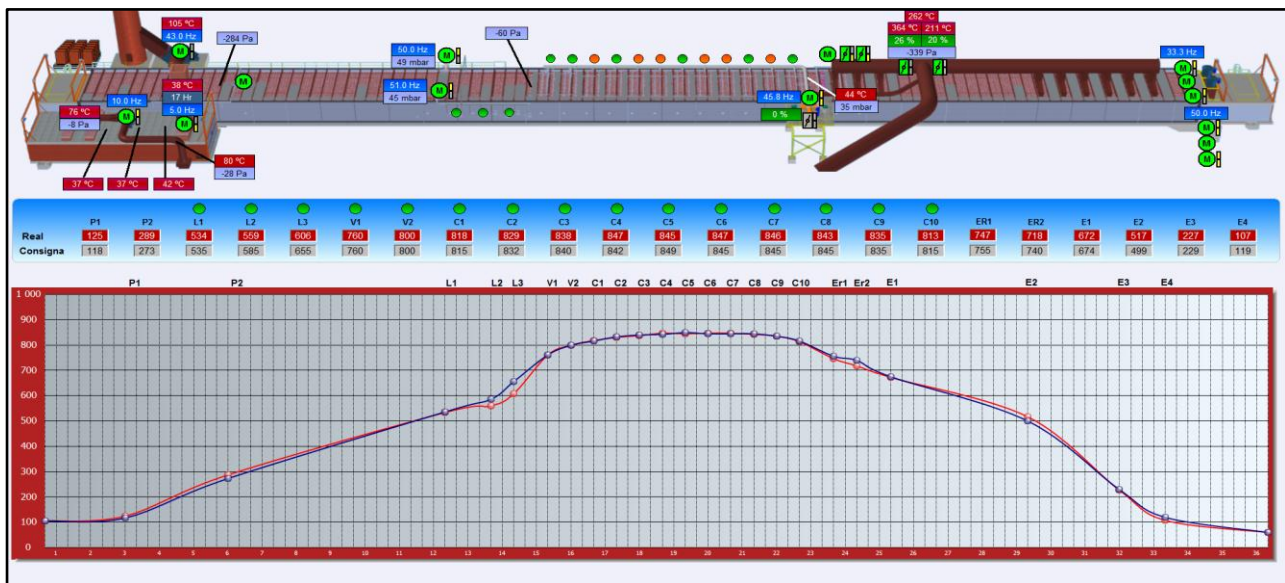 262 ºC
105 ºC
43.0 Hz
-284 Pa
-60 Pa
364 ºC 211 ºC
26 % 20 %
-339 Pa
50.0 Hz
49 mbar
33.3 Hz
M M M M
M
38 ºC
17 Hr
5.0 Hz
M
51.0 Hz
45 mbar
M
10.0 Hz
M
45.8 Hz
M
44 ºC
35 mbar
M
M
76 ºC
-8 Pa
0 %
50.0 Hz
M
M
M
80 ºC
-28 Pa
37 ºC 37 ºC 42 ºC
P1 P2 L1 L2 L3 V1 V2 C1 C2 C3 C4 C5 C6 C7 C8 C9 C10 ER1 ER2 E1 E2 E3 E4
Real 125 289 534 559 606 760 800 818 829 838 847 845 847 846 843 835 813 747 718 672 517 227 107
Consigna 118 273 535 585 655 760 800 815 832 840 842 849 845 845 845 835 815 755 740 674 499 229 119
P1 P2 L1 L2 L3 V1 V2 C1 C2 C3 C4 C5 C6 C7 C8 C9 C10 Er1 Er2 E1 E2 E3 E4
1 000
900
800
700
600
500
400
300
200
100
0
1 2 3 4 5 6 7 8 9 10 11 12 13 14 15 16 17 18 19 20 21 22 23 24 25 26 27 28 29 30 31 32 33 34 35 36